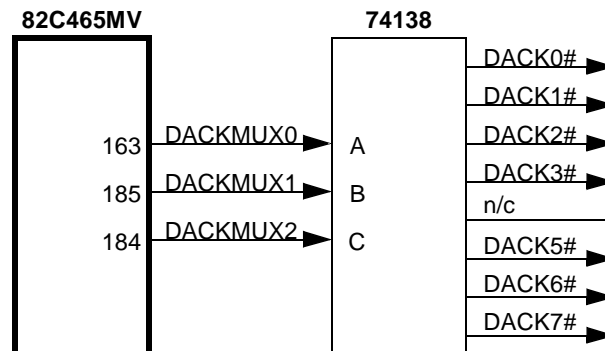 82C465MV 74138
DACK0#
DACK1#
163 DACKMUX0 A DACK2#
DACK3#
185 DACKMUX1 B
n/c
184 DACKMUX2 C DACK5#
DACK6#
DACK7#